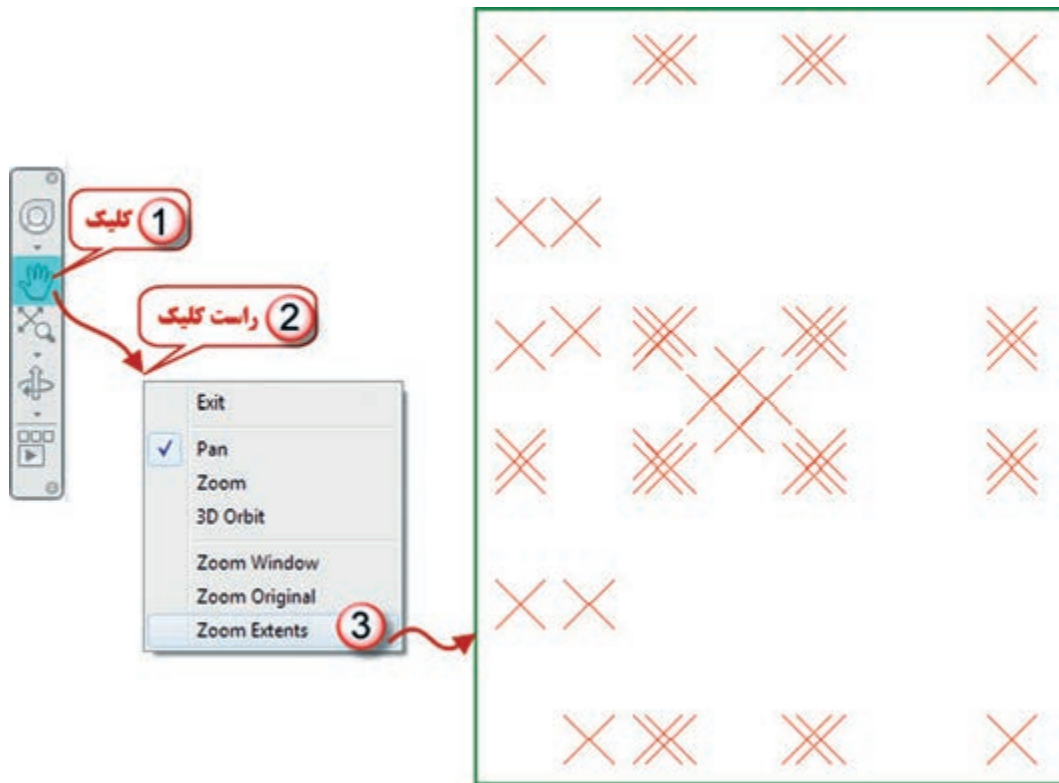 کلیک 1
راست کلیک 2
Exit
Pan
Zoom
3D Orbit
Zoom Window
Zoom Original
Zoom Extents 3